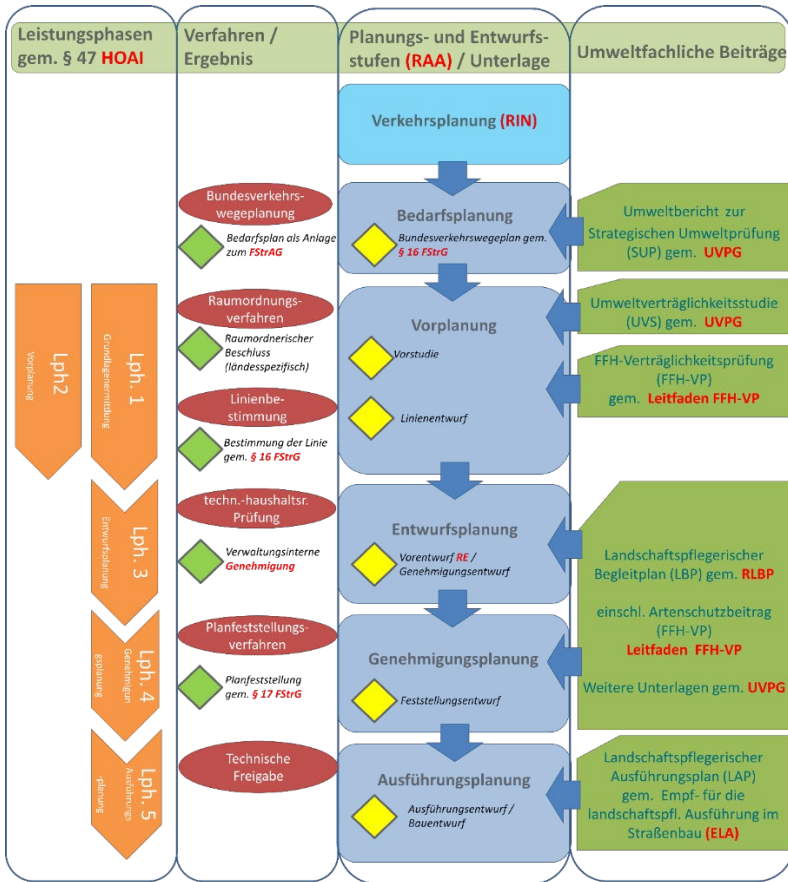 Leistungsphasen
gem. § 47 HOAI
Verfahren /
Ergebnis
Planungs- und Entwurfs-
stufen (RAA) / Unterlage
Umweltfachliche Beiträge
Verkehrsplanung (RIN)
Bundesverkehrs-
wegeplanung
Bedarfsplan als Anlage
zum FStrAG
Bedarfsplanung
Bundesverkehrswegeplan gem.
§ 16 FStrG
Umweltbericht zur
Strategischen Umweltprüfung
(SUP) gem. UVPG
Lph2
Vorplanung
Lph. 1
Grundlagenermittlung
Raumordnungs-
verfahren
Raumordnerischer
Beschluss
(ländesspezifisch)
Linienbe-
stimmung
Bestimmung der Linie
gem. § 16 FStrG
Vorplanung
Vorstudie
Linienentwurf
Umweltverträglichkeitsstudie
(UVS) gem. UVPG
FFH-Verträglichkeitsprüfung
(FFH-VP)
gem. Leitfaden FFH-VP
Lph. 3
Entwurfsplanung
techn.-haushaltsr.
Prüfung
Verwaltungsinterne
Genehmigung
Entwurfsplanung
Vorentwurf RE /
Genehmigungsentwurf
Landschaftspflegerischer
Begleitplan (LBP) gem. RLBP
einschl. Artenschutzbeitrag
(FFH-VP)
Leitfaden FFH-VP
Weitere Unterlagen gem. UVPG
Lph. 4
Genehmigun
gsplanung
Planfeststellungs-
verfahren
Planfeststellung
gem. § 17 FStrG
Genehmigungsplanung
Feststellungsentwurf
Lph. 5
Ausführungs
-planung
Technische
Freigabe
Ausführungsplanung
Ausführungsentwurf /
Bauentwurf
Landschaftspflegerischer
Ausführungsplan (LAP)
gem. Empf- für die
landschaftspfl. Ausführung im
Straßenbau (ELA)